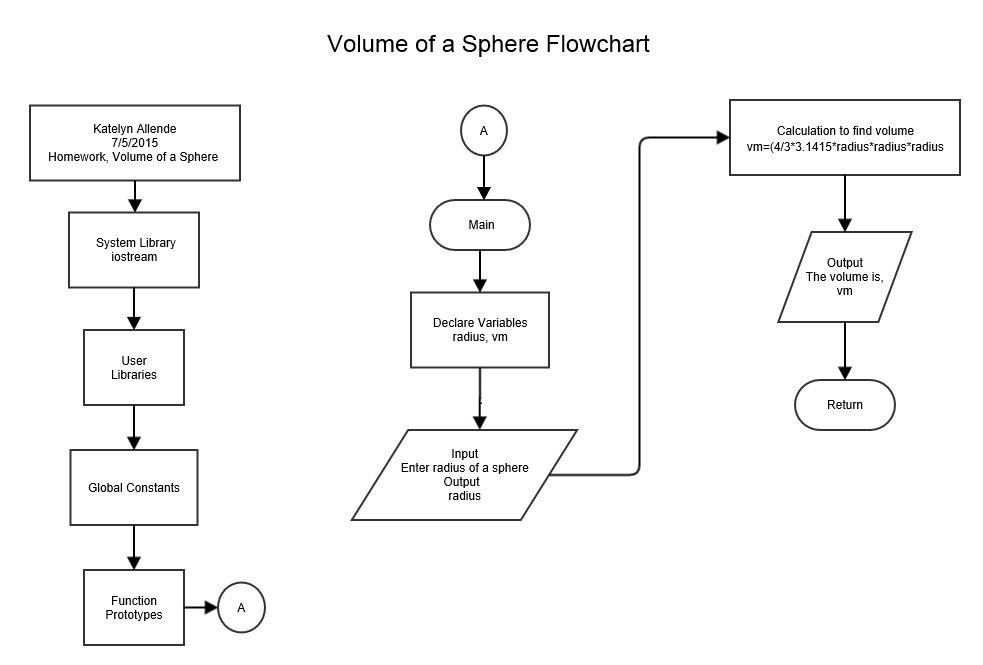 Volume of a Sphere Flowchart
Katelyn Allende
7/5/2015
Homework, Volume of a Sphere
System Library
iostream
User
Libraries
Global Constants
Function
Prototypes
A
A
Main
Declare Variables
radius, vm
Input
Enter radius of a sphere
Output
radius
Calculation to find volume
vm=(4/3*3.1415*radius*radius*radius
Output
The volume is,
vm
Return